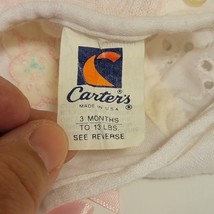 Carter's
MADE IN U.S.A.
3 MONTHS
TO 13 LBS.
SEE REVERSE